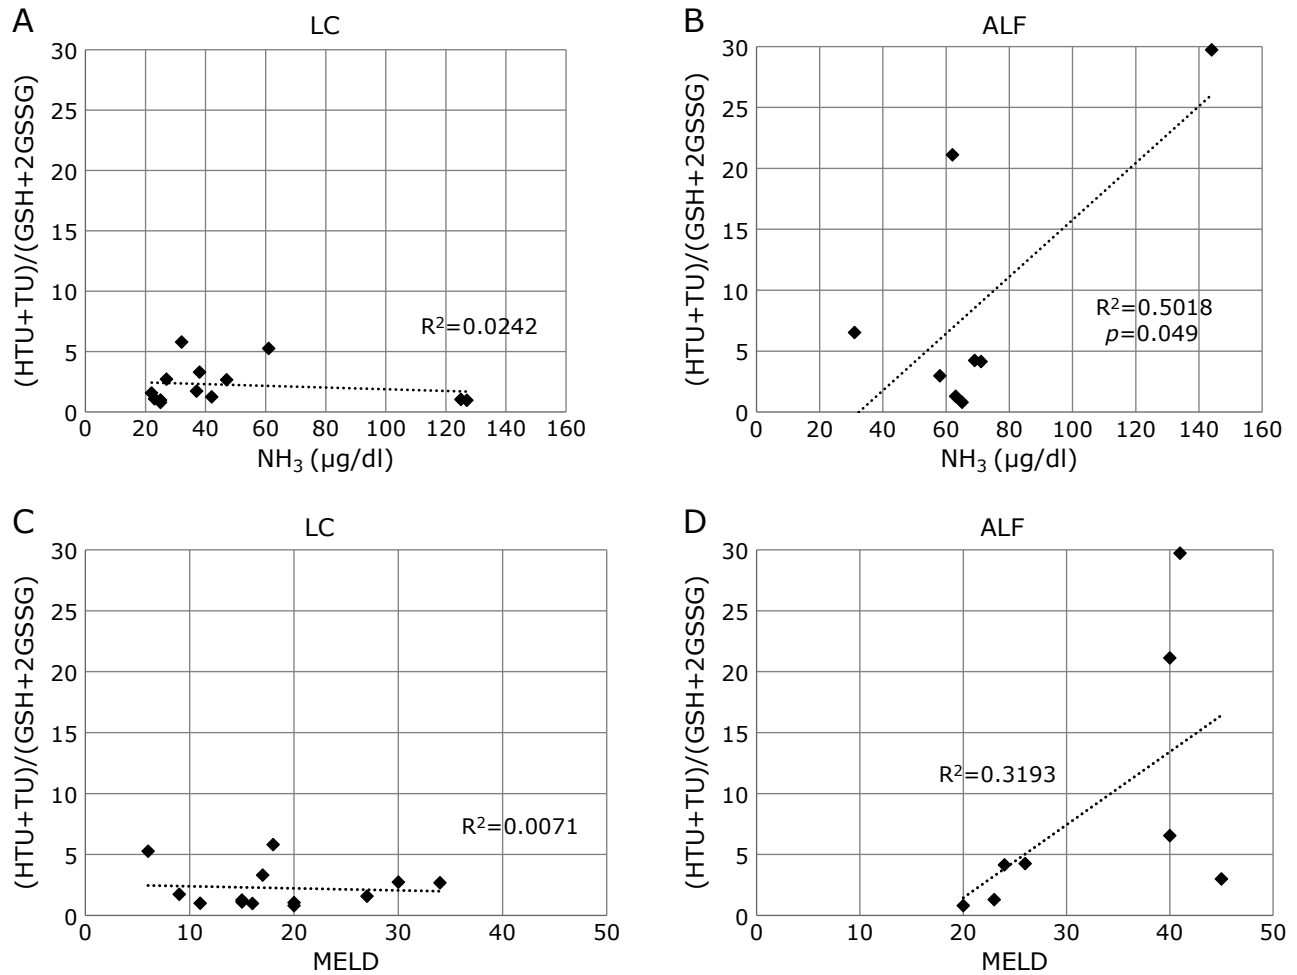 A
LC
(HTU+TU)/(GSH+2GSSG)
30
25
20
15
10
5
0
R²=0.0242
0 20 40 60 80 100 120 140 160
NH₃ (µg/dl)
B
ALF
(HTU+TU)/(GSH+2GSSG)
30
25
20
15
10
5
0
R²=0.5018
p=0.049
0 20 40 60 80 100 120 140 160
NH₃ (µg/dl)
C
LC
(HTU+TU)/(GSH+2GSSG)
30
25
20
15
10
5
0
R²=0.0071
0 10 20 30 40 50
MELD
D
ALF
(HTU+TU)/(GSH+2GSSG)
30
25
20
15
10
5
0
R²=0.3193
0 10 20 30 40 50
MELD